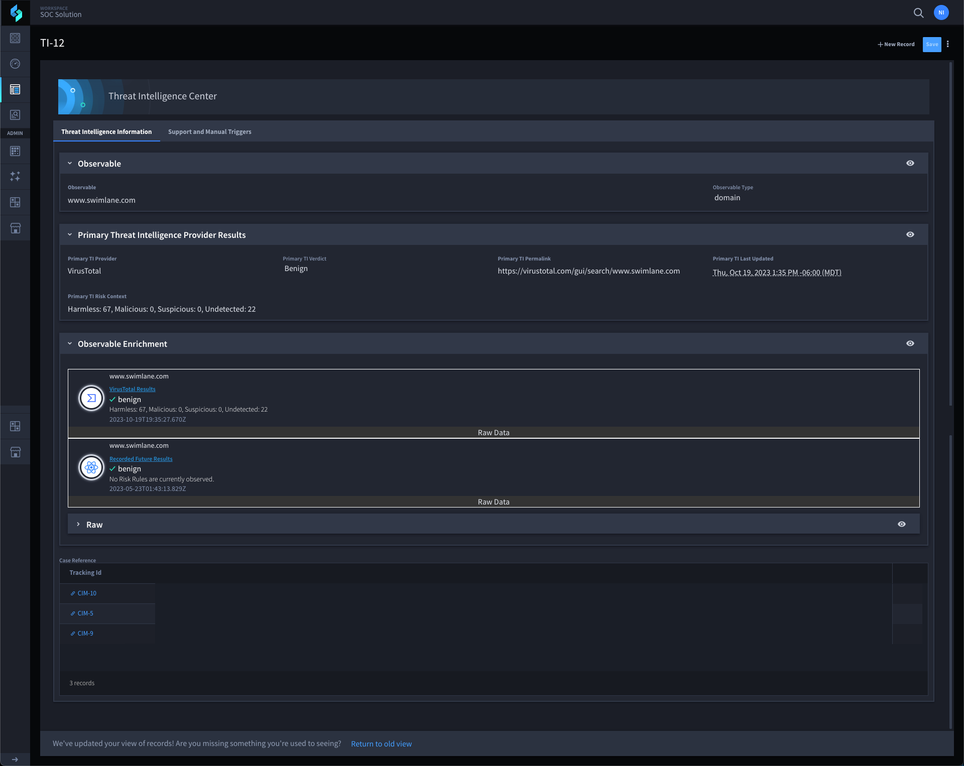 WORKSPACE
SOC Solution
NI
TI-12
+ New Record
Save
Threat Intelligence Center
Threat Intelligence Information
Support and Manual Triggers
ADMIN
Observable
Observable
www.swimlane.com
Observable Type
domain
Primary Threat Intelligence Provider Results
Primary TI Provider
VirusTotal
Primary TI Verdict
Benign
Primary TI Permalink
https://virustotal.com/gui/search/www.swimlane.com
Primary TI Last Updated
Thu, Oct 19, 2023 1:35 PM -06:00 (MDT)
Primary TI Risk Context
Harmless: 67, Malicious: 0, Suspicious: 0, Undetected: 22
Observable Enrichment
www.swimlane.com
VirusTotal Results
benign
Harmless: 67, Malicious: 0, Suspicious: 0, Undetected: 22
2023-10-19T19:35:27.670Z
Raw Data
www.swimlane.com
Recorded Future Results
benign
No Risk Rules are currently observed.
2023-05-23T01:43:13.829Z
Raw Data
Raw
Case Reference
Tracking Id
CIM-10
CIM-5
CIM-9
3 records
We've updated your view of records! Are you missing something you're used to seeing? Return to old view